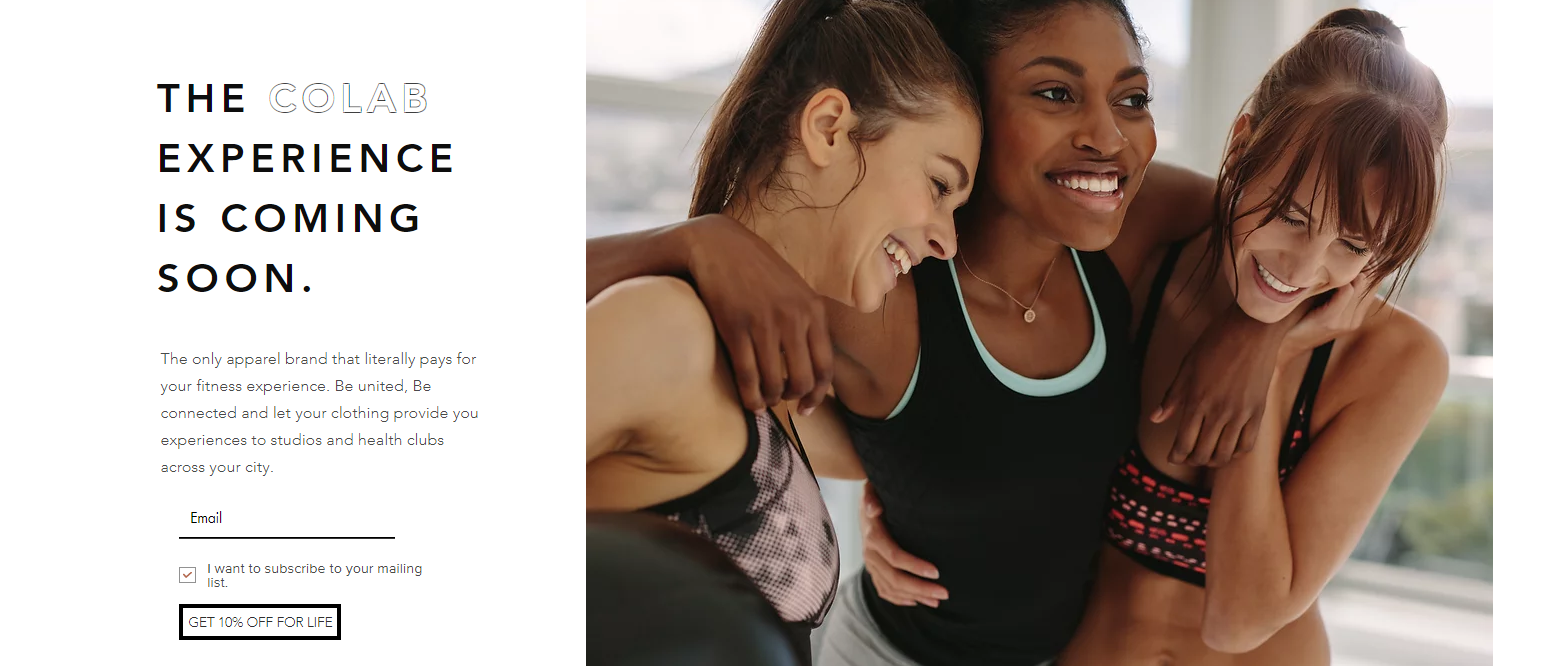 THE COLAB
EXPERIENCE
IS COMING
SOON.
The only apparel brand that literally pays for
your fitness experience. Be united, Be
connected and let your clothing provide you
experiences to studios and health clubs
across your city.
Email
I want to subscribe to your mailing
list.
GET 10% OFF FOR LIFE